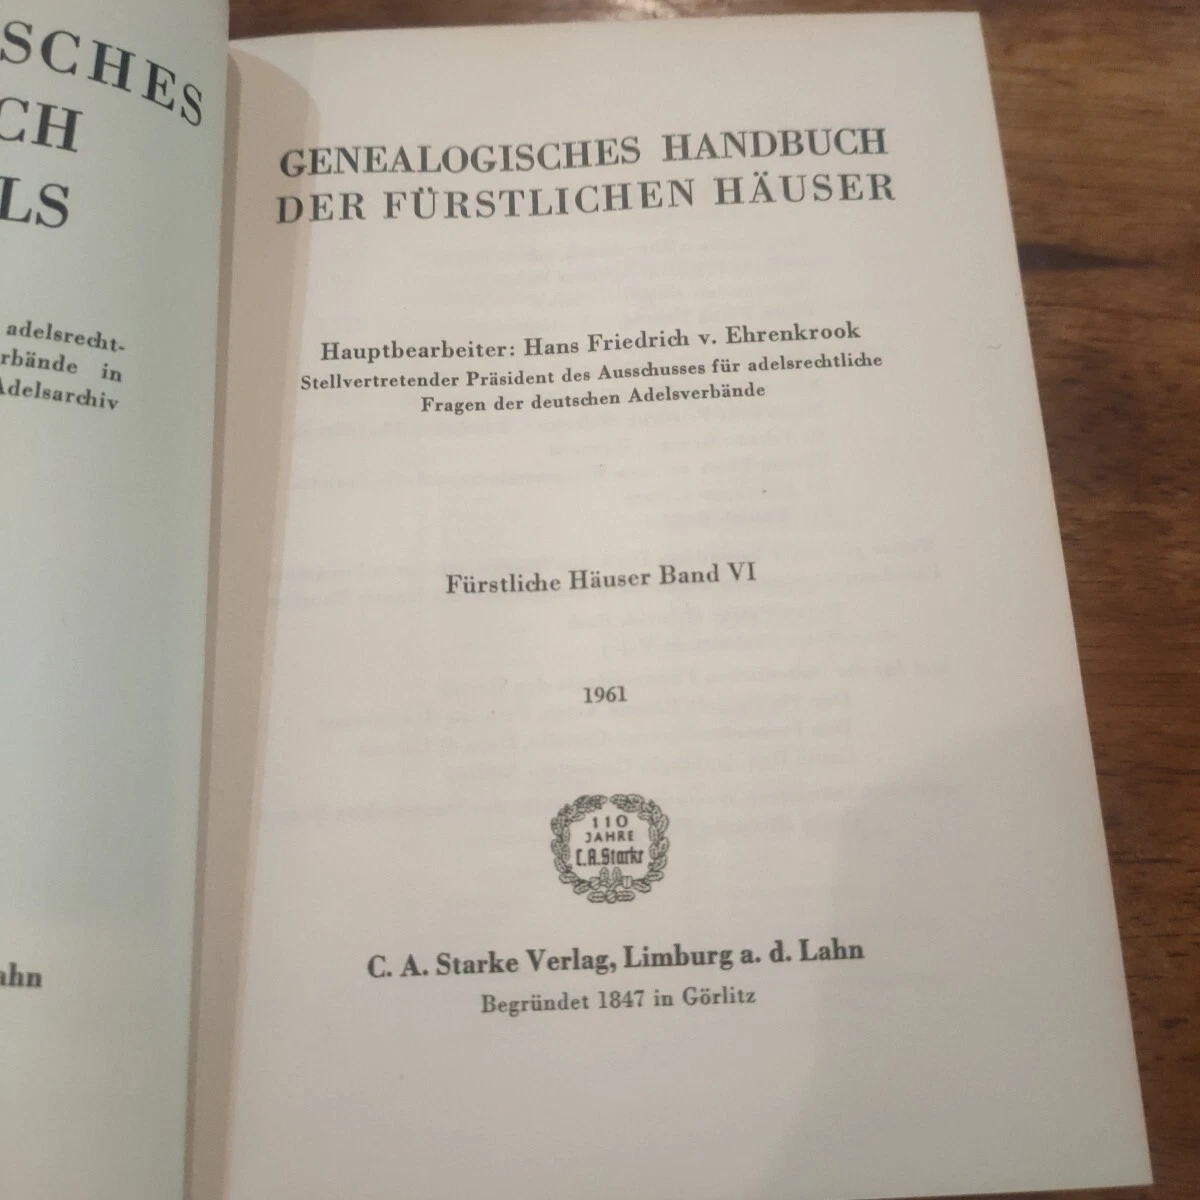 SCHES
CH
LS
adelsrecht-
rbände in
Adelsarchiv
ahn
GENEALOGISCHES HANDBUCH
DER FÜRSTLICHEN HÄUSER
Hauptbearbeiter: Hans Friedrich v. Ehrenkrook
Stellvertretender Präsident des Ausschusses für adelsrechtliche
Fragen der deutschen Adelsverbände
Fürstliche Häuser Band VI
1961
110
JAHRE
C.A.Starke
C. A. Starke Verlag, Limburg a. d. Lahn
Begründet 1847 in Görlitz